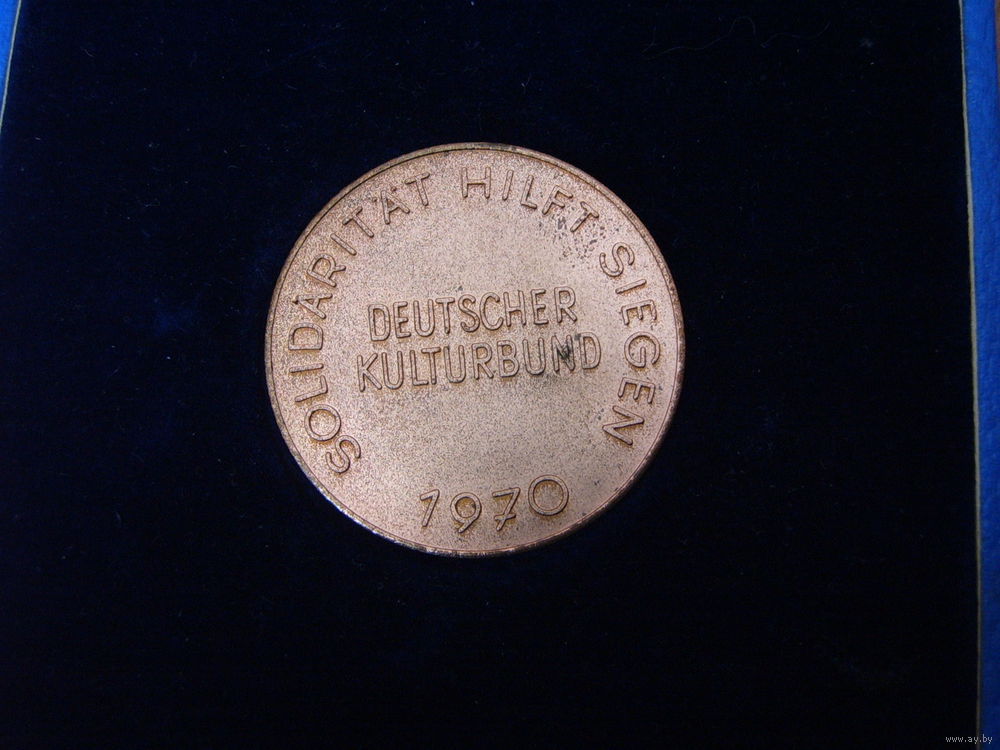 SOLIDARITÄT HILFT SIEGEN
DEUTSCHER
KULTURBUND
1970
www.ay.by